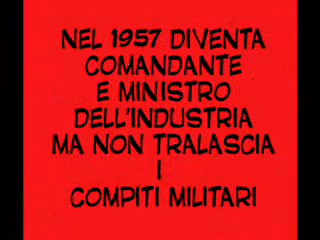 NEL 1957 DIVENTA
COMANDANTE
E MINISTRO
DELL'INDUSTRIA
MA NON TRALASCIA
I
COMPITI MILITARI